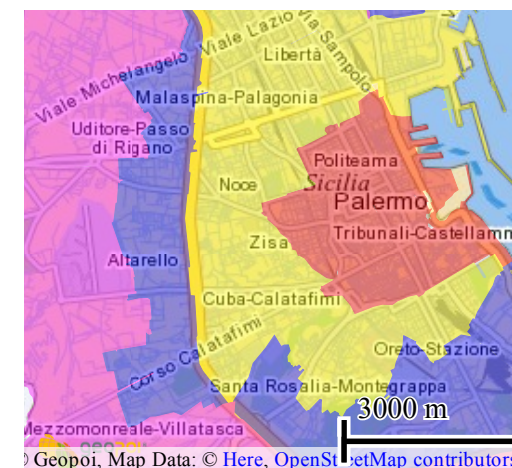 Viale Lazio
Via Sampolo
Libertà
Viale Michelangelo
Malaspina-Palagonia
Uditore-Passo
di Rigano
Politeama
Noce
Sicilia
Palermo
Tribunali-Castellamm
Zisa
Altarello
Cuba-Calatafimi
Corso Calatafimi
Oreto-Stazione
Santa Rosalia-Montegrappa
3000 m
Mezzomonreale-Villatasca
© Geopoi, Map Data: © Here, OpenStreetMap contributors